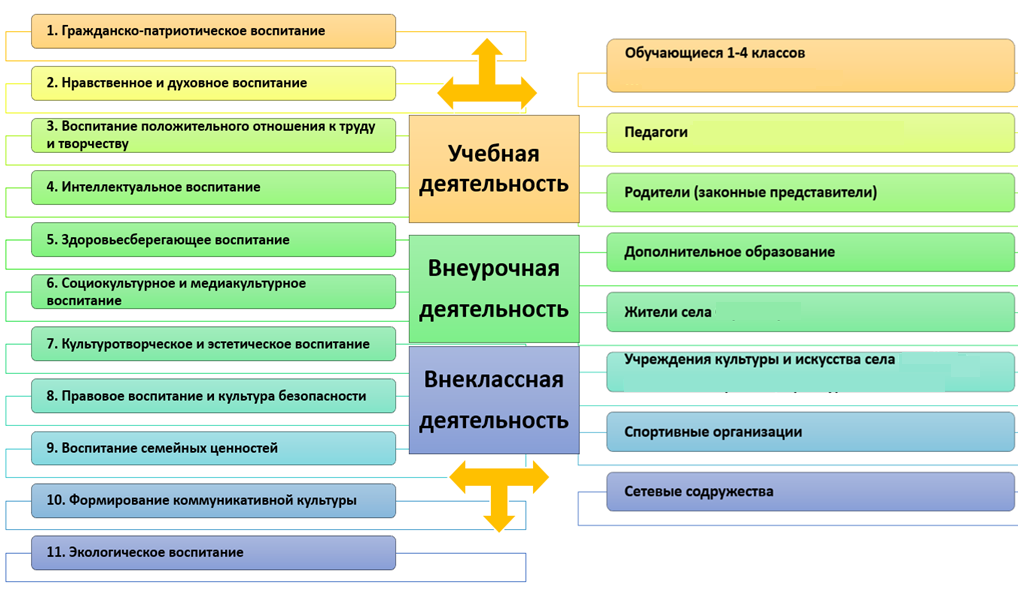 1. Гражданско-патриотическое воспитание
2. Нравственное и духовное воспитание
3. Воспитание положительного отношения к труду
и творчеству
4. Интеллектуальное воспитание
5. Здоровьесберегающее воспитание
6. Социокультурное и медиакультурное
воспитание
7. Культуротворческое и эстетическое воспитание
8. Правовое воспитание и культура безопасности
9. Воспитание семейных ценностей
10. Формирование коммуникативной культуры
11. Экологическое воспитание
Учебная
деятельность
Внеурочная
деятельность
Внеклассная
деятельность
Обучающиеся 1-4 классов
Педагоги
Родители (законные представители)
Дополнительное образование
Жители села
Учреждения культуры и искусства села
Спортивные организации
Сетевые содружества